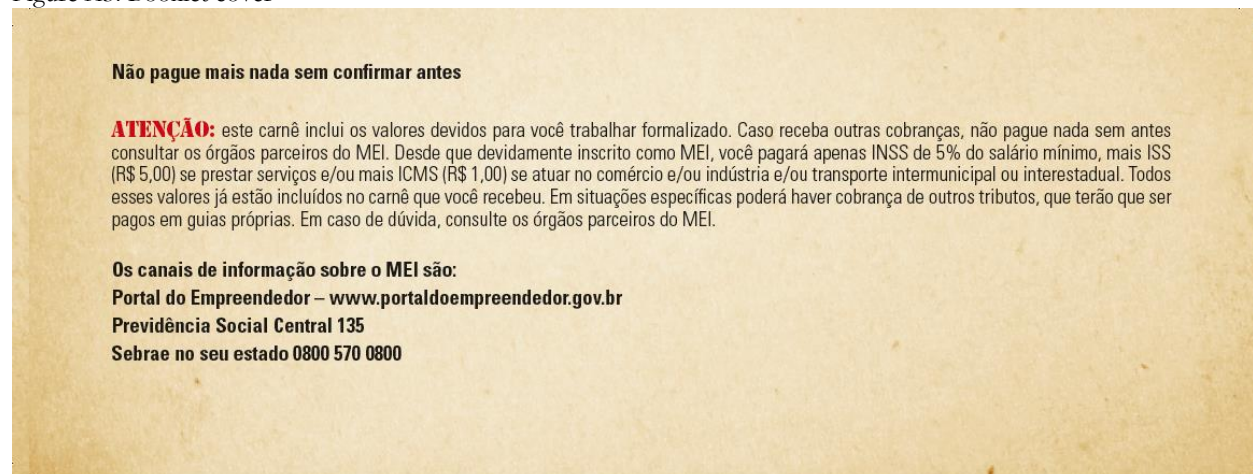 Não pague mais nada sem confirmar antes
ATENÇÃO: este carnê inclui os valores devidos para você trabalhar formalizado. Caso receba outras cobranças, não pague nada sem antes
consultar os órgãos parceiros do MEI. Desde que devidamente inscrito como MEI, você pagará apenas INSS de 5% do salário mínimo, mais ISS
(R$ 5,00) se prestar serviços e/ou mais ICMS (R$ 1,00) se atuar no comércio e/ou indústria e/ou transporte intermunicipal ou interestadual. Todos
esses valores já estão incluídos no carnê que você recebeu. Em situações específicas poderá haver cobrança de outros tributos, que terão que ser
pagos em guias próprias. Em caso de dúvida, consulte os órgãos parceiros do MEI.
Os canais de informação sobre o MEI são:
Portal do Empreendedor – www.portaldoempreendedor.gov.br
Previdência Social Central 135
Sebrae no seu estado 0800 570 0800